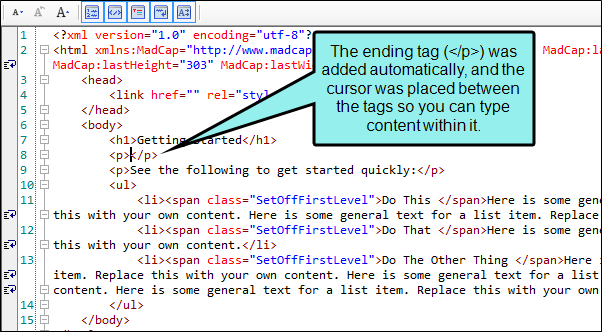 A A
1 <?xml version="1.0" encoding="utf-8"?>
2 <html xmlns:MadCap="http://www.madcap MadCap:la
MadCap:lastHeight="303" MadCap:lastWi
3 <head>
4 <link href="" rel="styl
5 </head>
6 <body>
7 <h1>Getting Started</h1>
8 <p></p>
9 <p>See the following to get started quickly:</p>
10 <ul>
11 <li><span class="SetOffFirstLevel">Do This </span>Here is some gene
this with your own content. Here is some general text for a list item. Replace
12 <li><span class="SetOffFirstLevel">Do That </span>Here is some gene
this with your own content.</li>
13 <li><span class="SetOffFirstLevel">Do The Other Thing </span>Here i
item. Replace this with your own content. Here is some general text for a list
content. Here is some general text for a list item. Replace this with your own
14 </ul>
15 </body>
The ending tag (</p>) was
added automatically, and the
cursor was placed between
the tags so you can type
content within it.